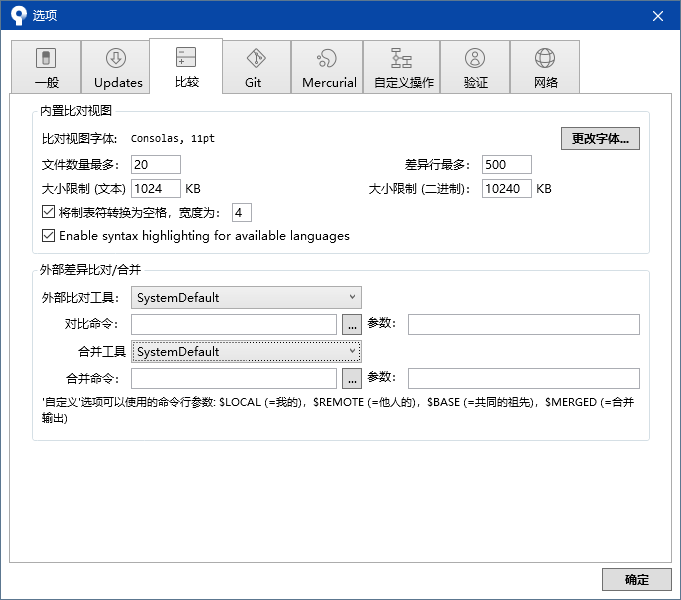 选项
一般 Updates 比较 Git Mercurial 自定义操作 验证 网络
内置比对视图
比对视图字体: Consolas, 11pt 更改字体...
文件数量最多: 20 差异行最多: 500
大小限制 (文本) 1024 KB 大小限制 (二进制): 10240 KB
将制表符转换为空格，宽度为: 4
Enable syntax highlighting for available languages
外部差异比对/合并
外部比对工具: SystemDefault
对比命令: ... 参数:
合并工具 SystemDefault
合并命令: ... 参数:
'自定义'选项可以使用的命令行参数: $LOCAL (=我的)，$REMOTE (=他人的)，$BASE (=共同的祖先)，$MERGED (=合并
输出)
确定